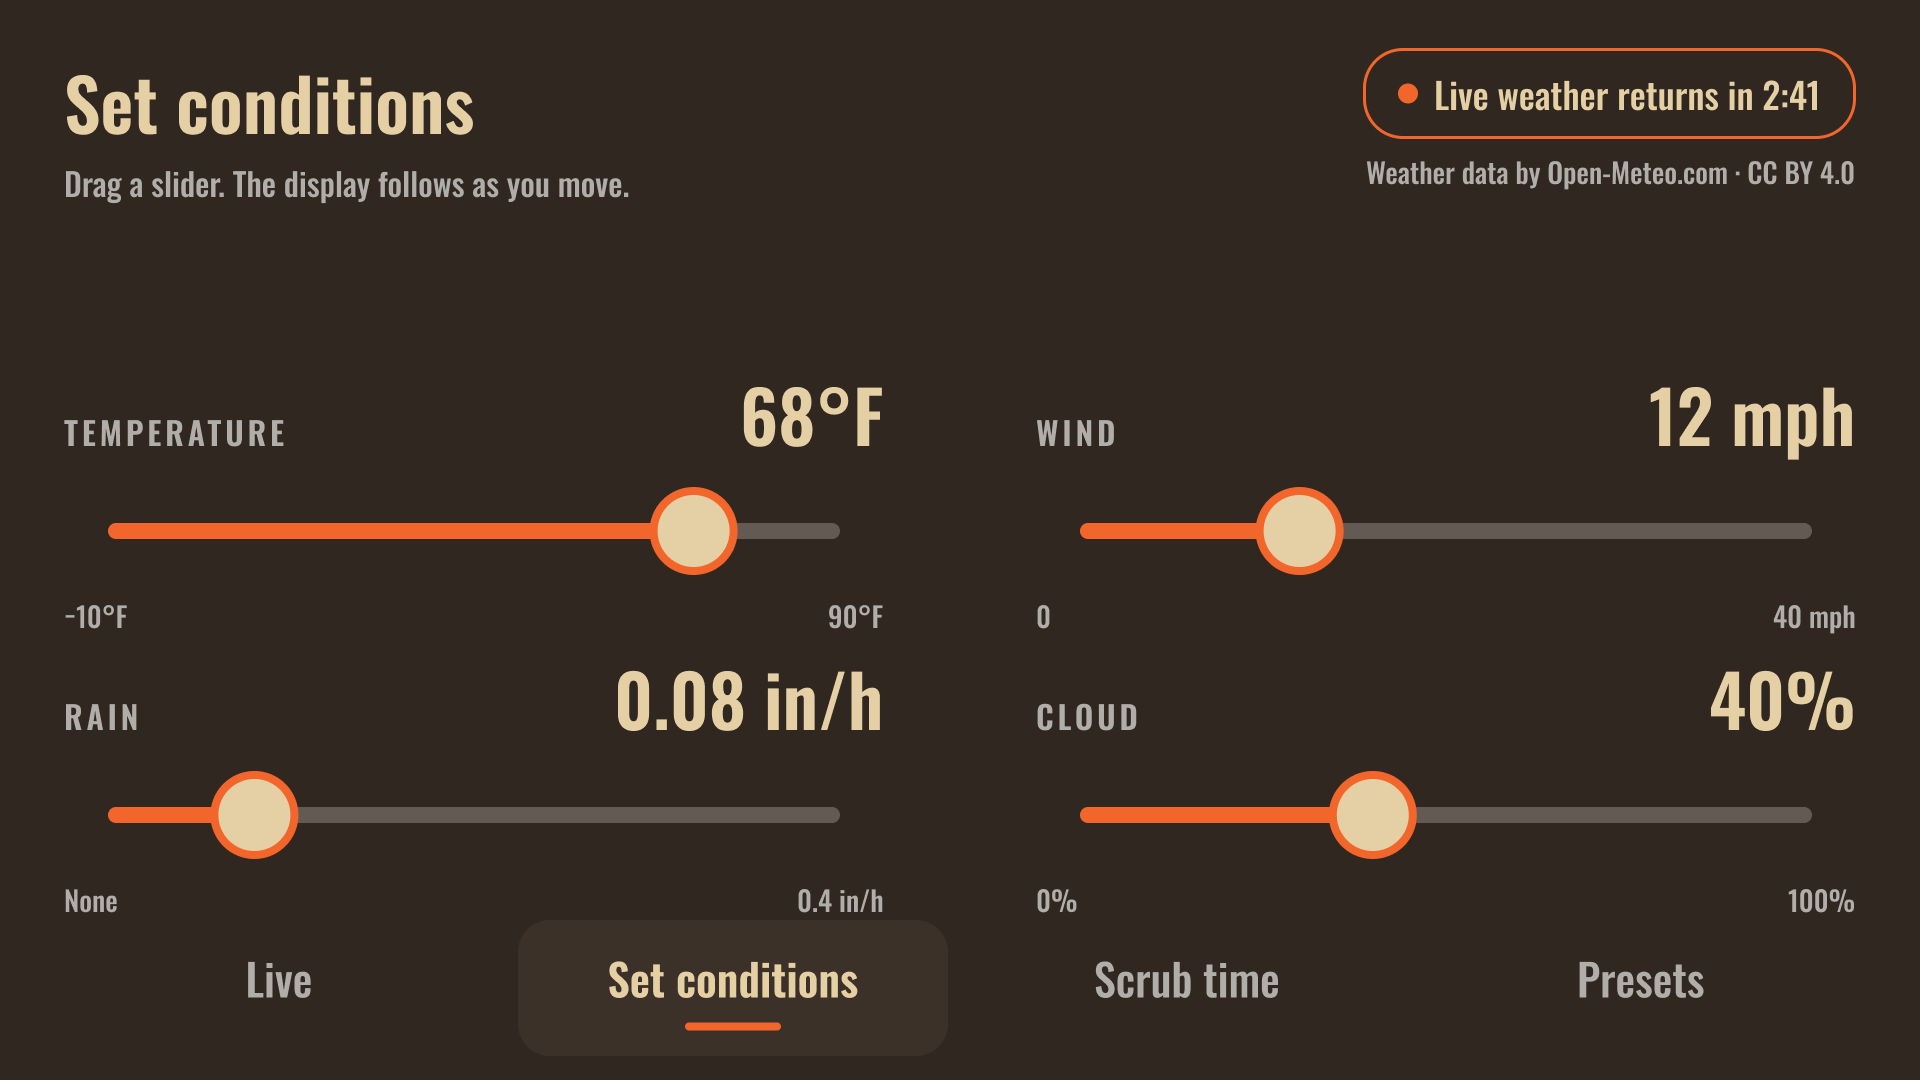 Set conditions
Drag a slider. The display follows as you move.
Live weather returns in 2:41
Weather data by Open-Meteo.com · CC BY 4.0
TEMPERATURE
68°F
−10°F
90°F
WIND
12 mph
0
40 mph
RAIN
0.08 in/h
None
0.4 in/h
CLOUD
40%
0%
100%
Live
Set conditions
Scrub time
Presets